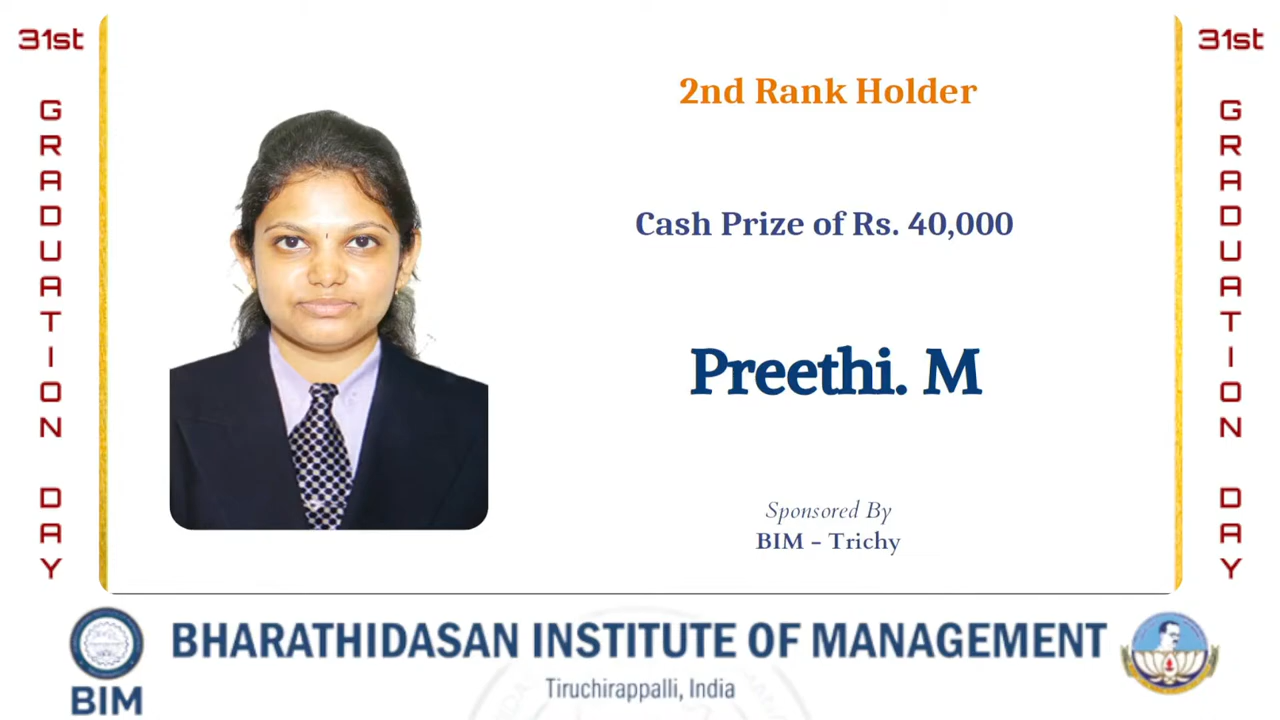 31st
GRADUATION DAY
2nd Rank Holder
Cash Prize of Rs. 40,000
Preethi. M
Sponsored By
BIM - Trichy
31st
GRADUATION DAY
BHARATHIDASAN INSTITUTE OF MANAGEMENT
Tiruchirappalli, India
BIM